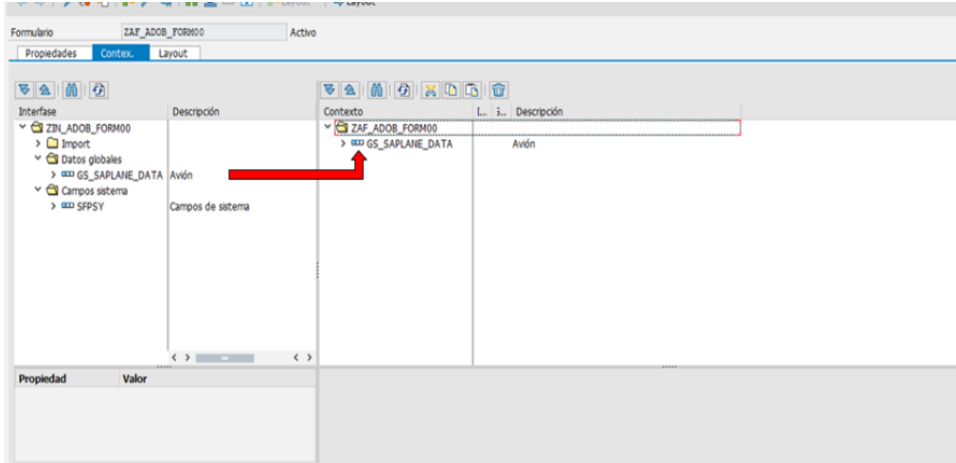 Layout
Formulario ZAF_ADOB_FORM00 Activo
Propiedades Contex. Layout
Interfase Descripción Contexto Descripción
ZIN_ADOB_FORM00 ZAF_ADOB_FORM00
Import GS_SAPLANE_DATA Avión
Datos globales
GS_SAPLANE_DATA Avión
Campos sistema
SFPSY Campos de sistema
Propiedad Valor